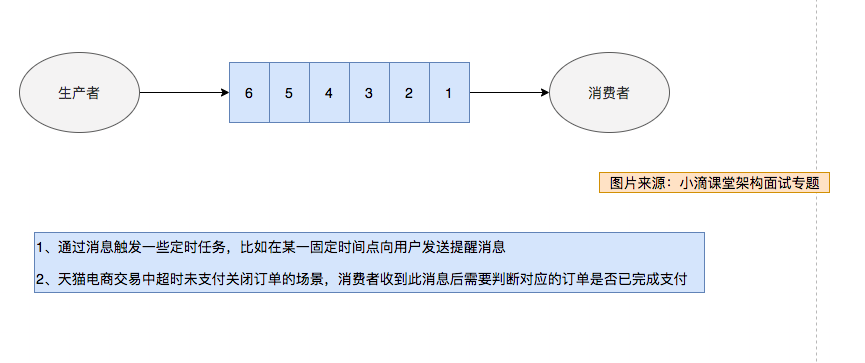 生产者
6 5 4 3 2 1
消费者
图片来源：小滴课堂架构面试专题
1、通过消息触发一些定时任务，比如在某一固定时间点向用户发送提醒消息
2、天猫电商交易中超时未支付关闭订单的场景，消费者收到此消息后需要判断对应的订单是否已完成支付